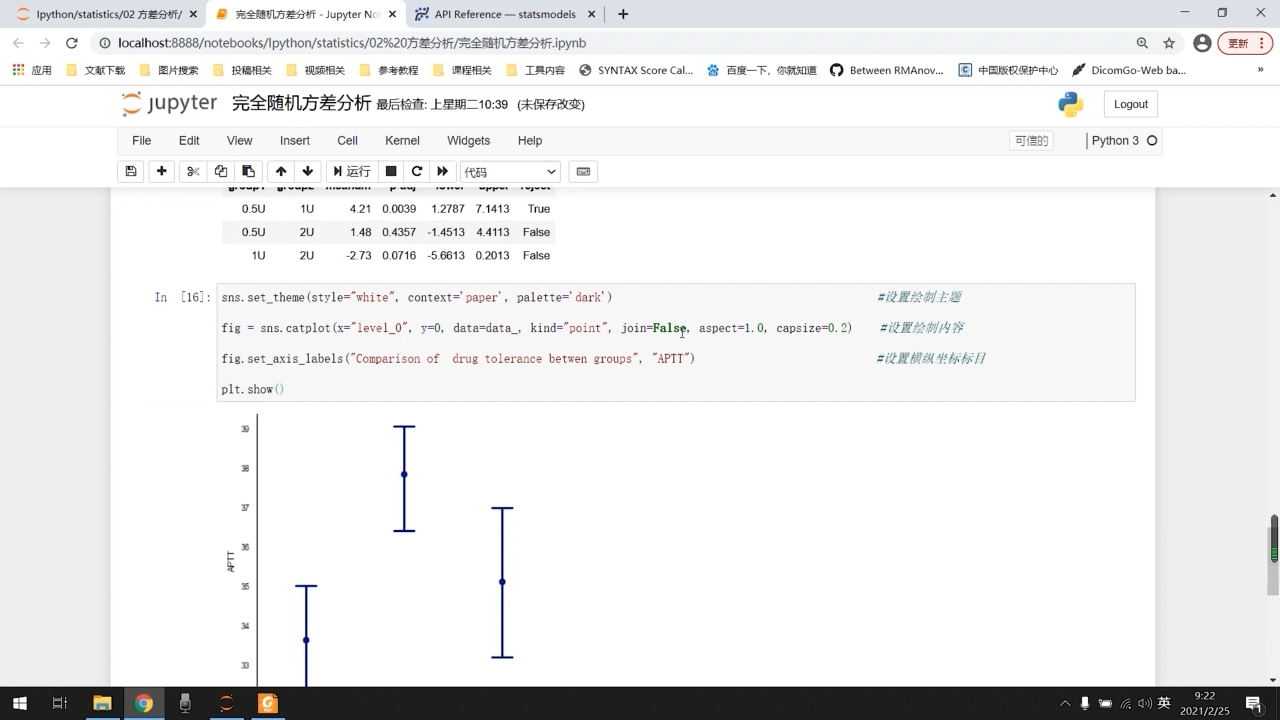 Ipython/statistics/02 方差分析/
完全随机方差分析 - Jupyter No
API Reference — statsmodels
localhost:8888/notebooks/Ipython/statistics/02%20方差分析/完全随机方差分析.ipynb
更新
应用 文献下载 图片搜索 投稿相关 视频相关 参考教程 课程相关 工具内容 SYNTAX Score Cal... 百度一下，你就知道 Between RMAnov... 中国版权保护中心 DicomGo-Web ba... »
jupyter 完全随机方差分析 最后检查: 上星期二10:39 (未保存改变) Logout
File Edit View Insert Cell Kernel Widgets Help 可信的 Python 3
运行 代码
group1 group2 meandiff p-adj lower upper reject
0.5U 1U 4.21 0.0039 1.2787 7.1413 True
0.5U 2U 1.48 0.4357 -1.4513 4.4113 False
1U 2U -2.73 0.0716 -5.6613 0.2013 False
In [16]: sns.set_theme(style="white", context='paper', palette='dark') #设置绘制主题
fig = sns.catplot(x="level_0", y=0, data=data_, kind="point", join=False, aspect=1.0, capsize=0.2) #设置绘制内容
fig.set_axis_labels("Comparison of  drug tolerance betwen groups", "APTT") #设置横纵坐标标目
plt.show()
39
38
37
36
APTT
35
34
33
英
9:22
2021/2/25
1